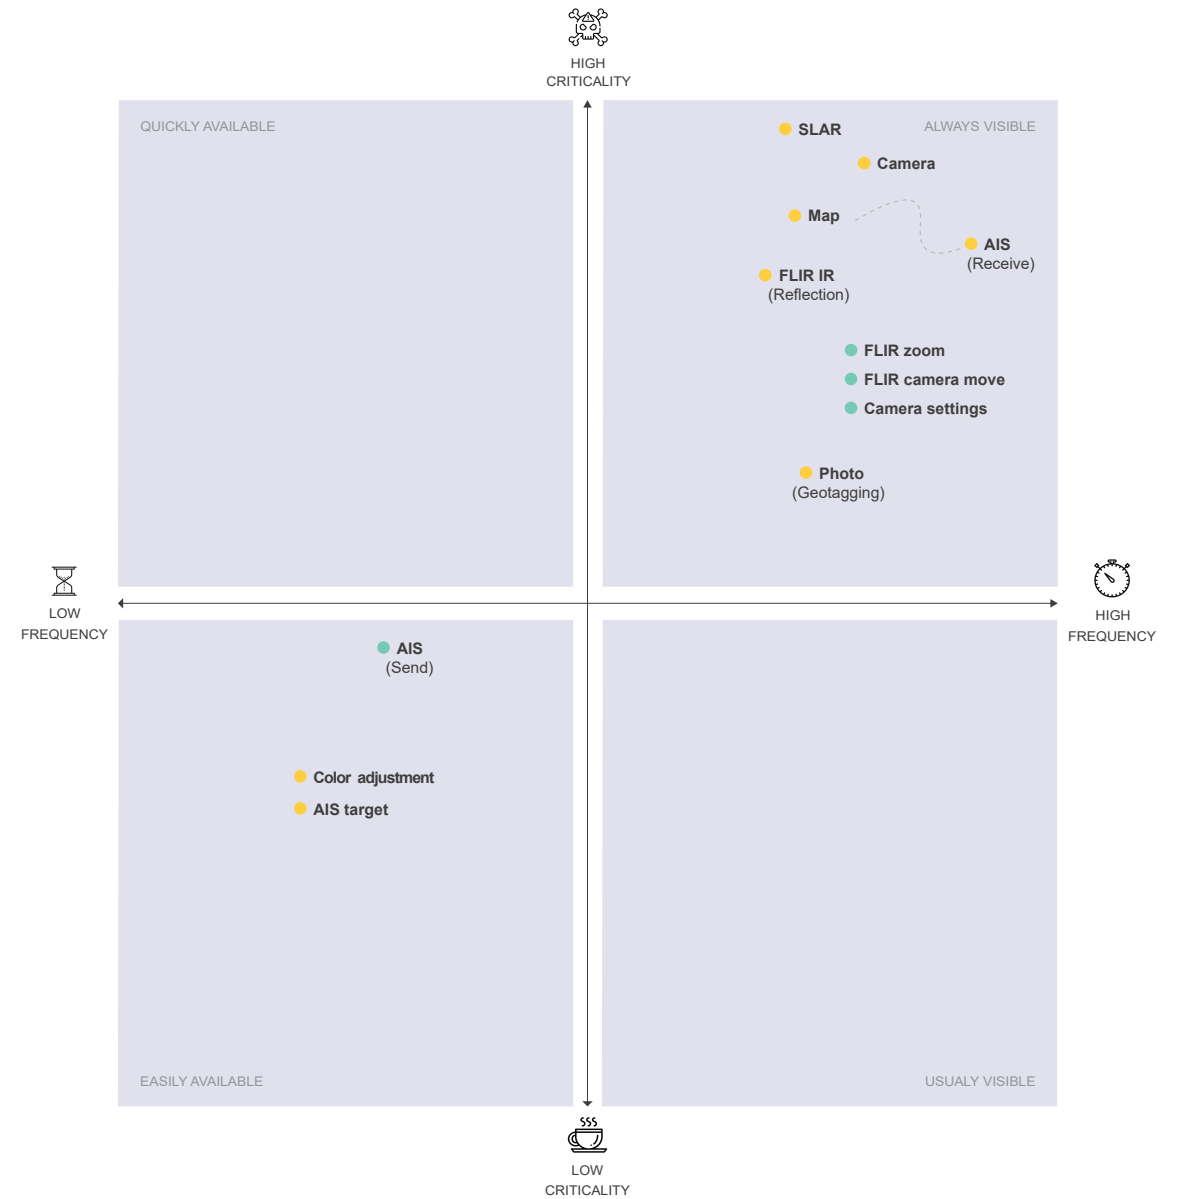 HIGH
CRITICALITY
QUICKLY AVAILABLE
ALWAYS VISIBLE
SLAR
Camera
Map
AIS
(Receive)
FLIR IR
(Reflection)
FLIR zoom
FLIR camera move
Camera settings
Photo
(Geotagging)
LOW
FREQUENCY
HIGH
FREQUENCY
AIS
(Send)
Color adjustment
AIS target
EASILY AVAILABLE
USUALY VISIBLE
LOW
CRITICALITY